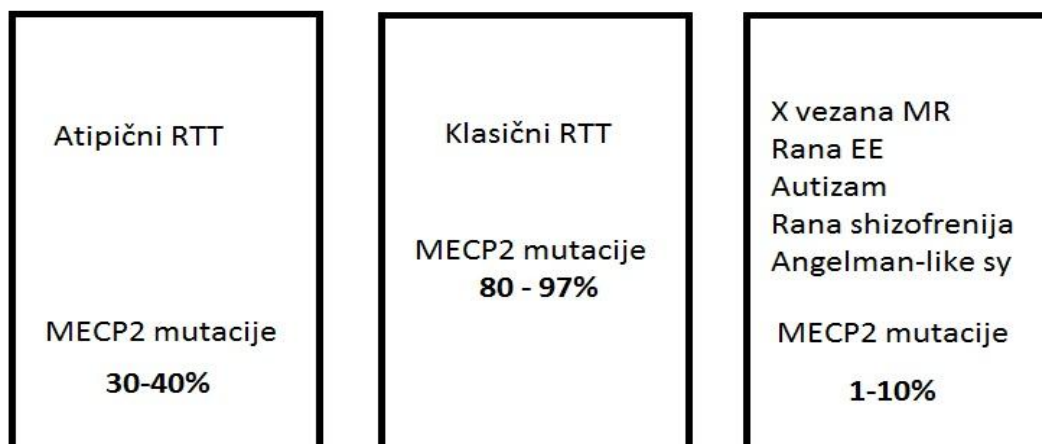 Atipični RTT
MECP2 mutacije
30-40%
Klasični RTT
MECP2 mutacije
80 - 97%
X vezana MR
Rana EE
Autizam
Rana shizofrenija
Angelman-like sy
MECP2 mutacije
1-10%